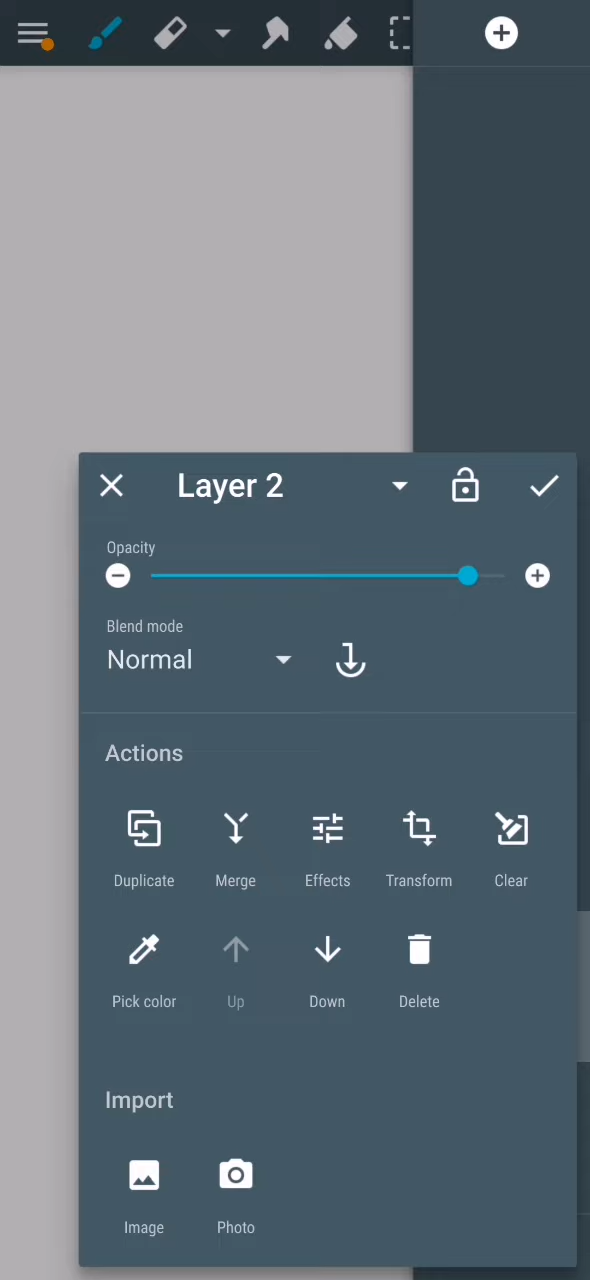 Layer 2
Opacity
Blend mode
Normal
Actions
Duplicate Merge Effects Transform Clear
Pick color Up Down Delete
Import
Image Photo